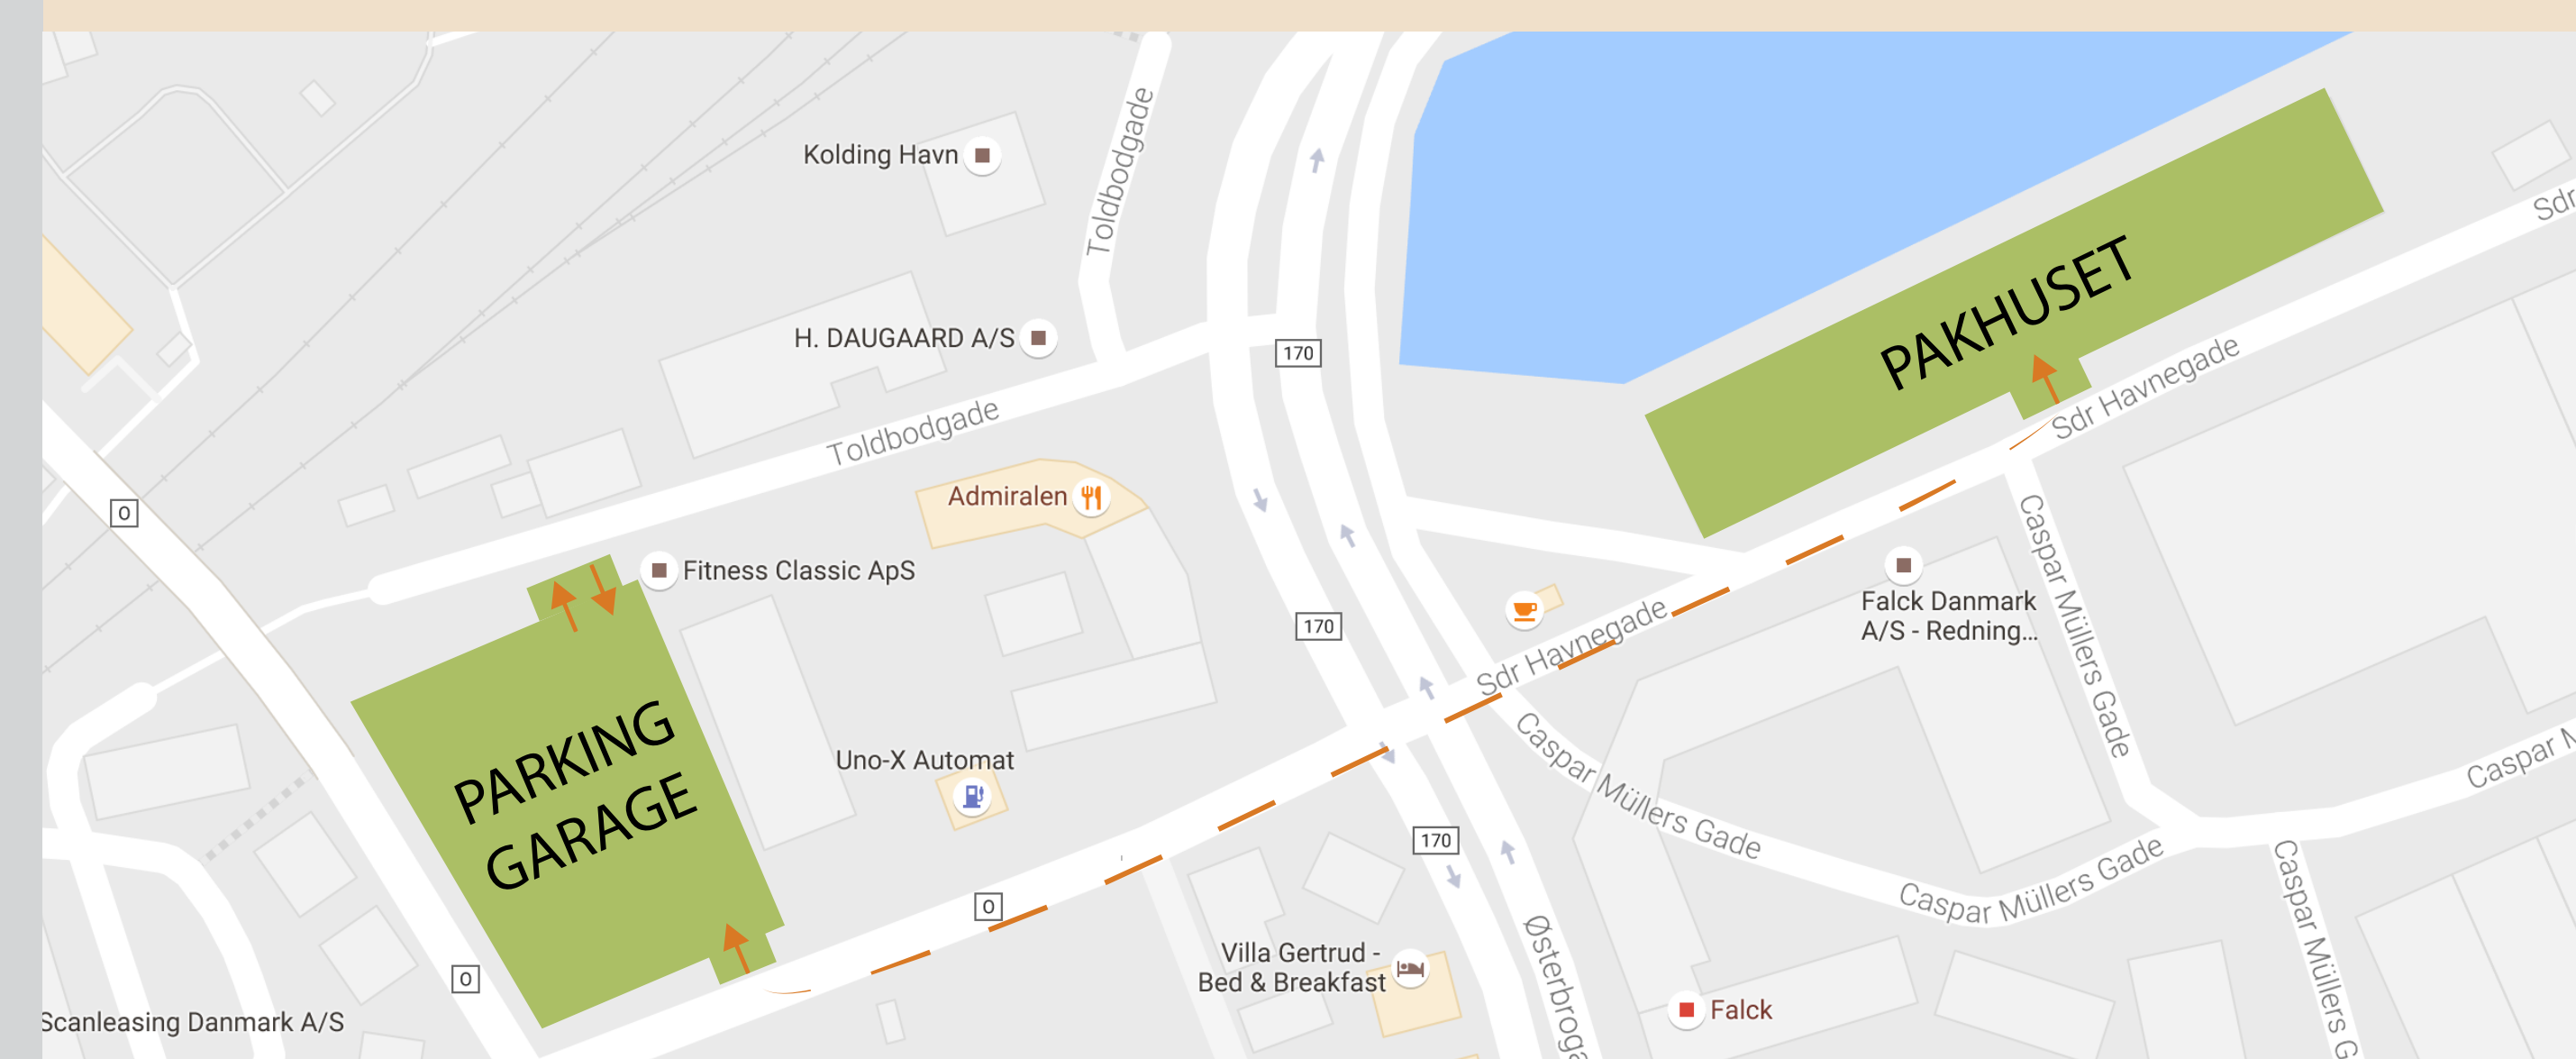 Kolding Havn
Toldbodgade
H. DAUGAARD A/S
170
Toldbodgade
Admiralen
Fitness Classic ApS
0
PARKING
GARAGE
Uno-X Automat
0
0
Scanleasing Danmark A/S
170
170
Villa Gertrud -
Bed & Breakfast
Østerbroga
Falck
PAKHUSET
Sdr
Sdr Havnegade
Sdr Havnegade
Falck Danmark
A/S - Redning...
Caspar Müllers Gade
Caspar Müllers Gade
Caspar Müllers Gade
Caspar M
Caspar Müllers G